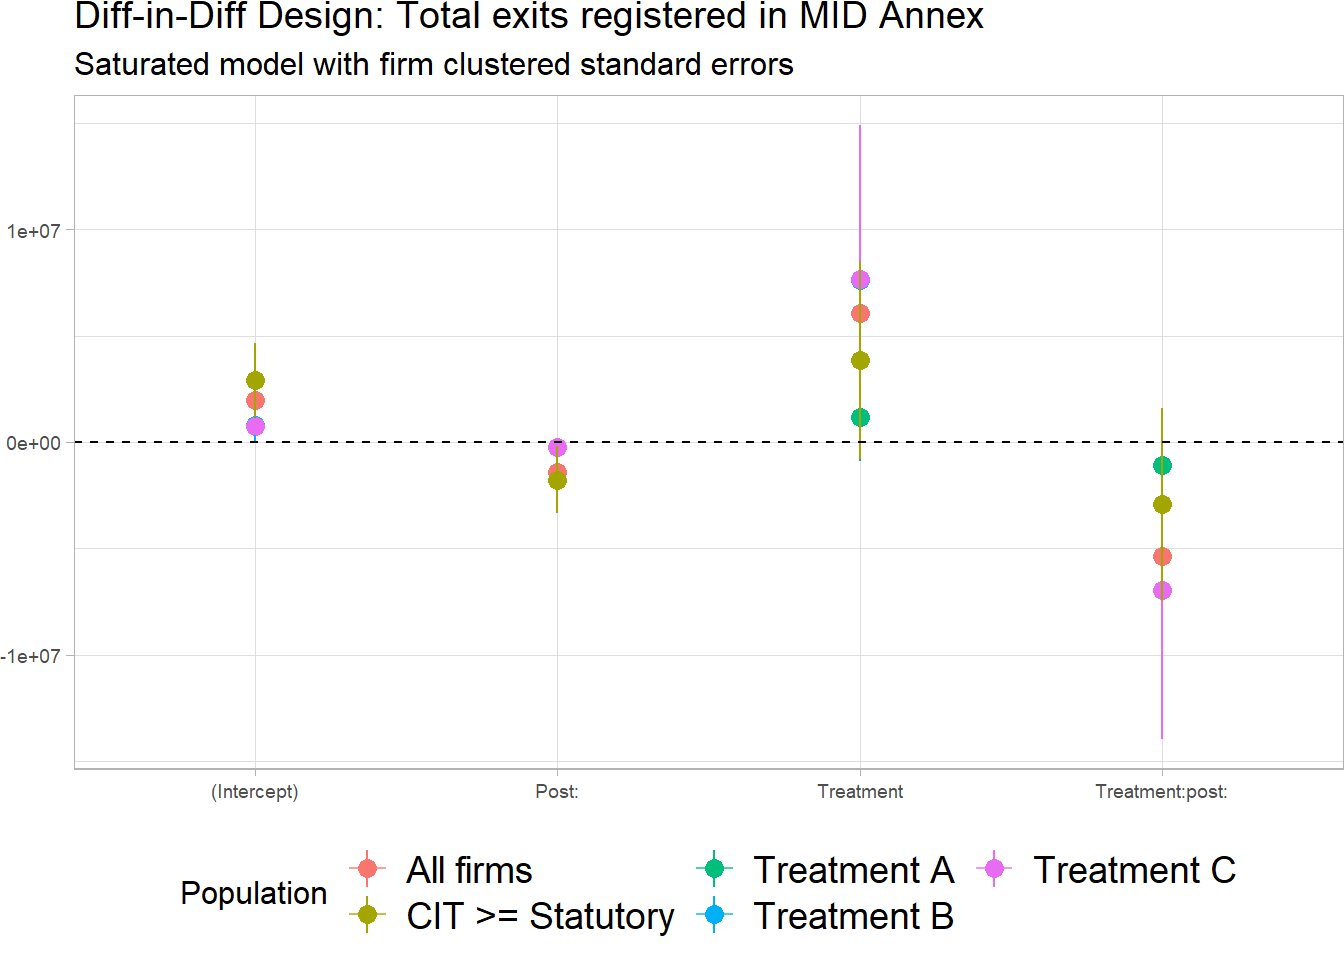 Diff-in-Diff Design: Total exits registered in MID Annex
Saturated model with firm clustered standard errors
1e+07
0e+00
-1e+07
(Intercept) Post: Treatment Treatment:post:
Population
All firms Treatment A Treatment C
CIT >= Statutory Treatment B